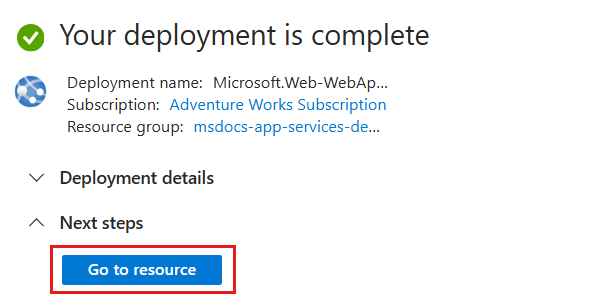 Your deployment is complete
Deployment name: Microsoft.Web-WebAp...
Subscription: Adventure Works Subscription
Resource group: msdocs-app-services-de...
Deployment details
Next steps
Go to resource